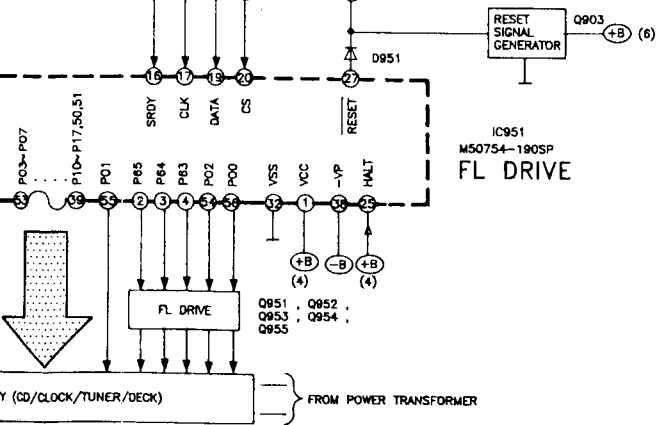 RESET
SIGNAL
GENERATOR
Q903
+B
(6)
D951
16
17
19
20
27
SRDY
CLK
DATA
CS
RESET
IC951
M50754-190SP
FL DRIVE
P03~P07
P10~P17,50,51
P01
P65
P64
P63
P02
P00
VSS
VCC
-VP
HALT
53
39
55
2
3
4
54
56
32
1
38
25
+B
-B
+B
(4)
(4)
FL DRIVE
Q951 , Q952 ,
Q953 , Q954 ,
Q955
Y (CD/CLOCK/TUNER/DECK)
FROM POWER TRANSFORMER